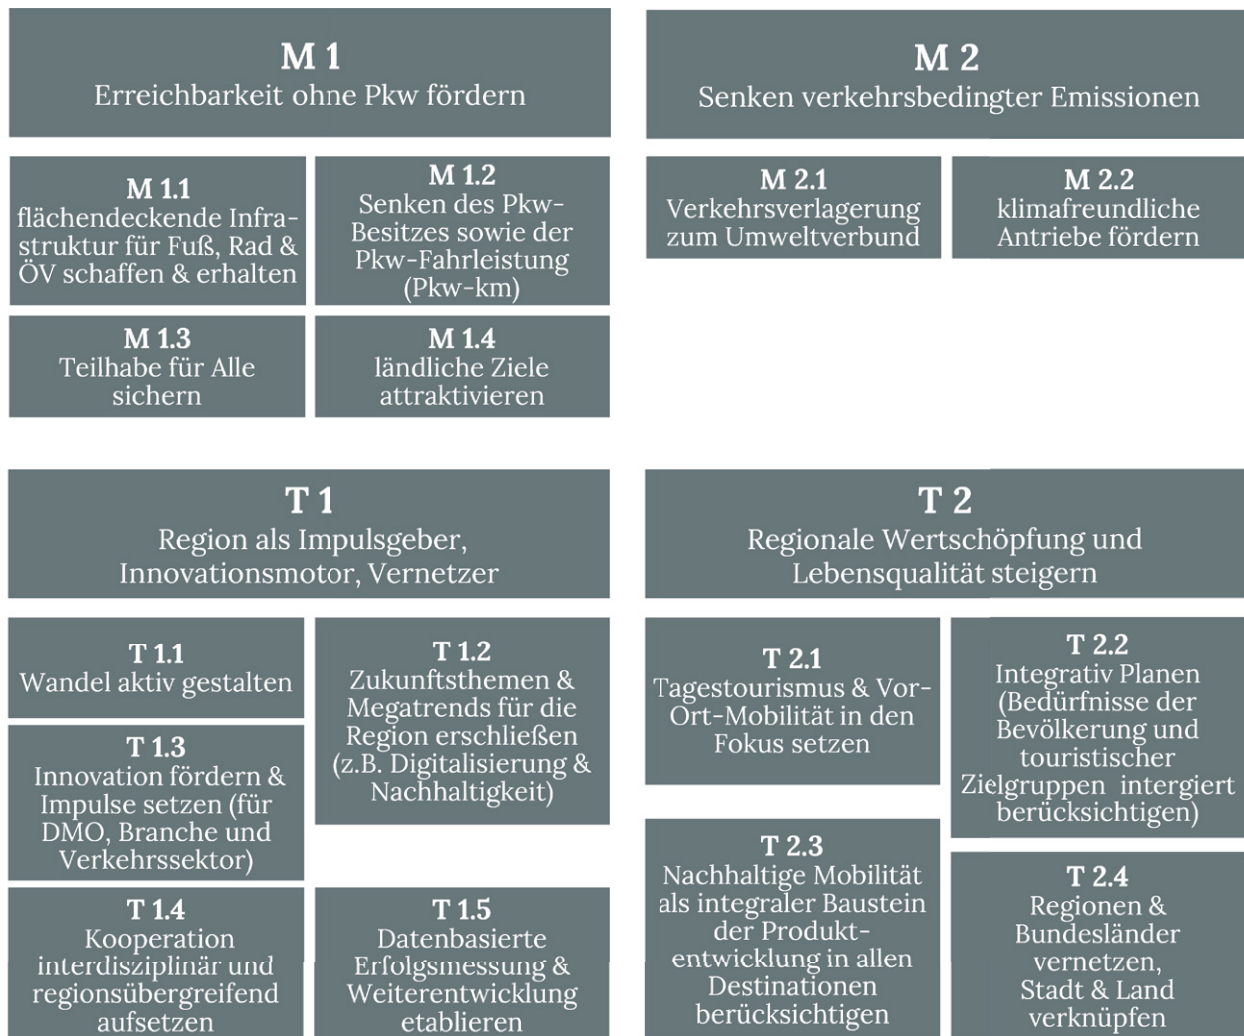 M 1
Erreichbarkeit ohne Pkw fördern
M 2
Senken verkehrsbedingter Emissionen
M 1.1
flächendeckende Infra-
struktur für Fuß, Rad &
ÖV schaffen & erhalten
M 1.2
Senken des Pkw-
Besitzes sowie der
Pkw-Fahrleistung
(Pkw-km)
M 2.1
Verkehrsverlagerung
zum Umweltverbund
M 2.2
klimafreundliche
Antriebe fördern
M 1.3
Teilhabe für Alle
sichern
M 1.4
ländliche Ziele
attraktivieren
T 1
Region als Impulsgeber,
Innovationsmotor, Vernetzer
T 2
Regionale Wertschöpfung und
Lebensqualität steigern
T 1.1
Wandel aktiv gestalten
T 1.2
Zukunftsthemen &
Megatrends für die
Region erschließen
(z.B. Digitalisierung &
Nachhaltigkeit)
T 1.3
Innovation fördern &
Impulse setzen (für
DMO, Branche und
Verkehrssektor)
T 1.4
Kooperation
interdisziplinär und
regionsübergreifend
aufsetzen
T 1.5
Datenbasierte
Erfolgsmessung &
Weiterentwicklung
etablieren
T 2.1
Tagestourismus & Vor-
Ort-Mobilität in den
Fokus setzen
T 2.2
Integrativ Planen
(Bedürfnisse der
Bevölkerung und
touristischer
Zielgruppen intergiert
berücksichtigen)
T 2.3
Nachhaltige Mobilität
als integraler Baustein
der Produkt-
entwicklung in allen
Destinationen
berücksichtigen
T 2.4
Regionen &
Bundesländer
vernetzen,
Stadt & Land
verknüpfen